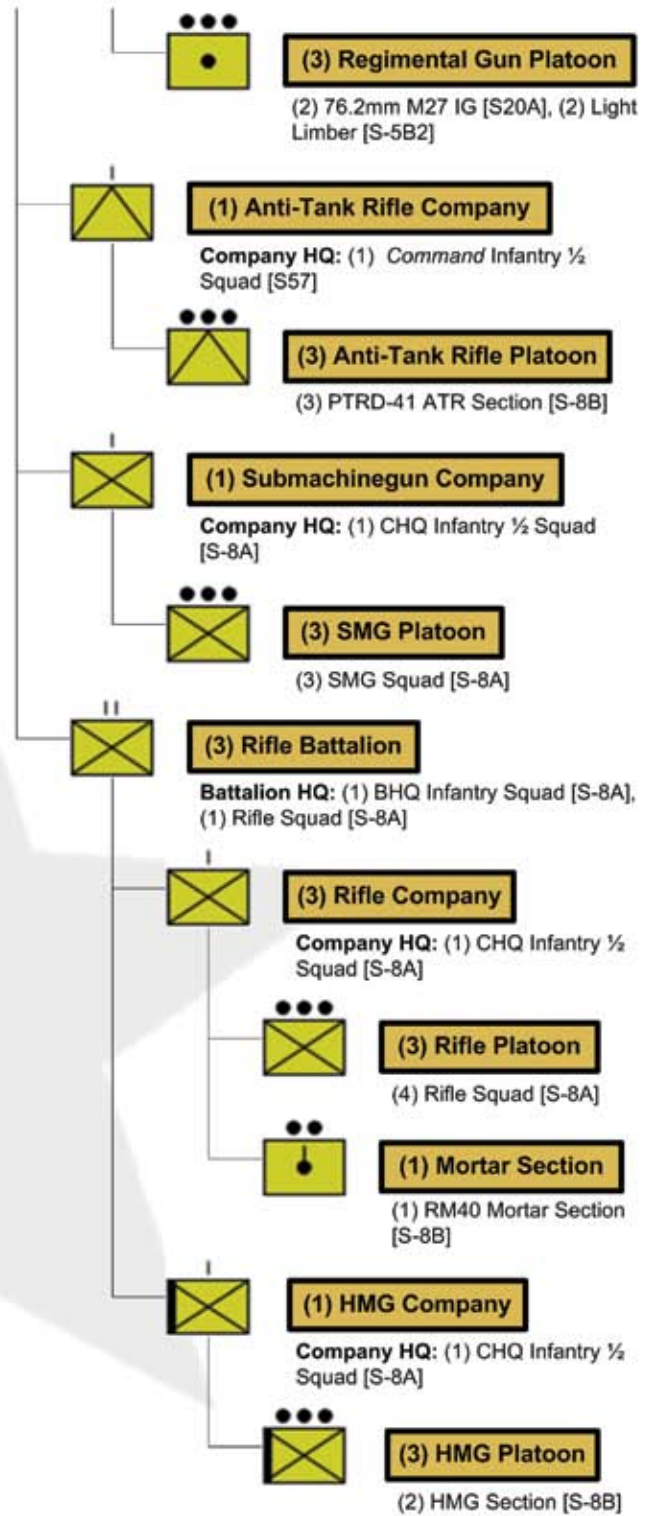 (3) Regimental Gun Platoon
(2) 76.2mm M27 IG [S20A], (2) Light
Limber [S-5B2]
I
(1) Anti-Tank Rifle Company
Company HQ: (1) Command Infantry ½
Squad [S57]
(3) Anti-Tank Rifle Platoon
(3) PTRD-41 ATR Section [S-8B]
I
(1) Submachinegun Company
Company HQ: (1) CHQ Infantry ½ Squad
[S-8A]
(3) SMG Platoon
(3) SMG Squad [S-8A]
I I
(3) Rifle Battalion
Battalion HQ: (1) BHQ Infantry Squad [S-8A],
(1) Rifle Squad [S-8A]
I
(3) Rifle Company
Company HQ: (1) CHQ Infantry ½
Squad [S-8A]
(3) Rifle Platoon
(4) Rifle Squad [S-8A]
(1) Mortar Section
(1) RM40 Mortar Section
[S-8B]
I
(1) HMG Company
Company HQ: (1) CHQ Infantry ½
Squad [S-8A]
(3) HMG Platoon
(2) HMG Section [S-8B]